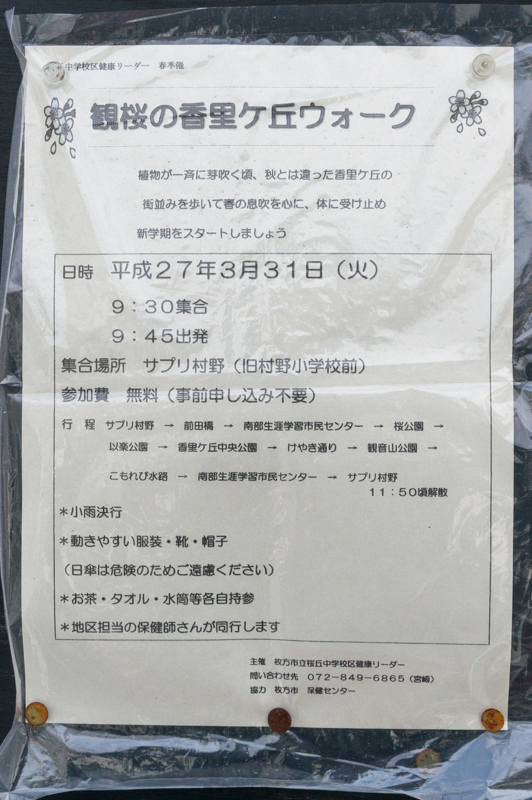 中学校区健康リーダー　春季催
観桜の香里ケ丘ウォーク
植物が一斉に芽吹く頃、秋とは違った香里ケ丘の
街並みを歩いて春の息吹を心に、体に受け止め
新学期をスタートしましょう
日時　平成27年3月31日（火）
9：30集合
9：45出発
集合場所　サプリ村野（旧村野小学校前）
参加費　無料（事前申し込み不要）
行　程　サプリ村野　→　前田橋　→　南部生涯学習市民センター　→　桜公園　→
以楽公園　→　香里ケ丘中央公園　→　けやき通り　→　観音山公園　→
こもれび水路　→　南部生涯学習市民センター　→　サプリ村野
11：50頃解散
＊小雨決行
＊動きやすい服装・靴・帽子
（日傘は危険のためご遠慮ください）
＊お茶・タオル・水筒等各自持参
＊地区担当の保健師さんが同行します
主催　枚方市立桜丘中学校区健康リーダー
問い合わせ先　072－849－6865（宮崎）
協力　枚方市　保健センター